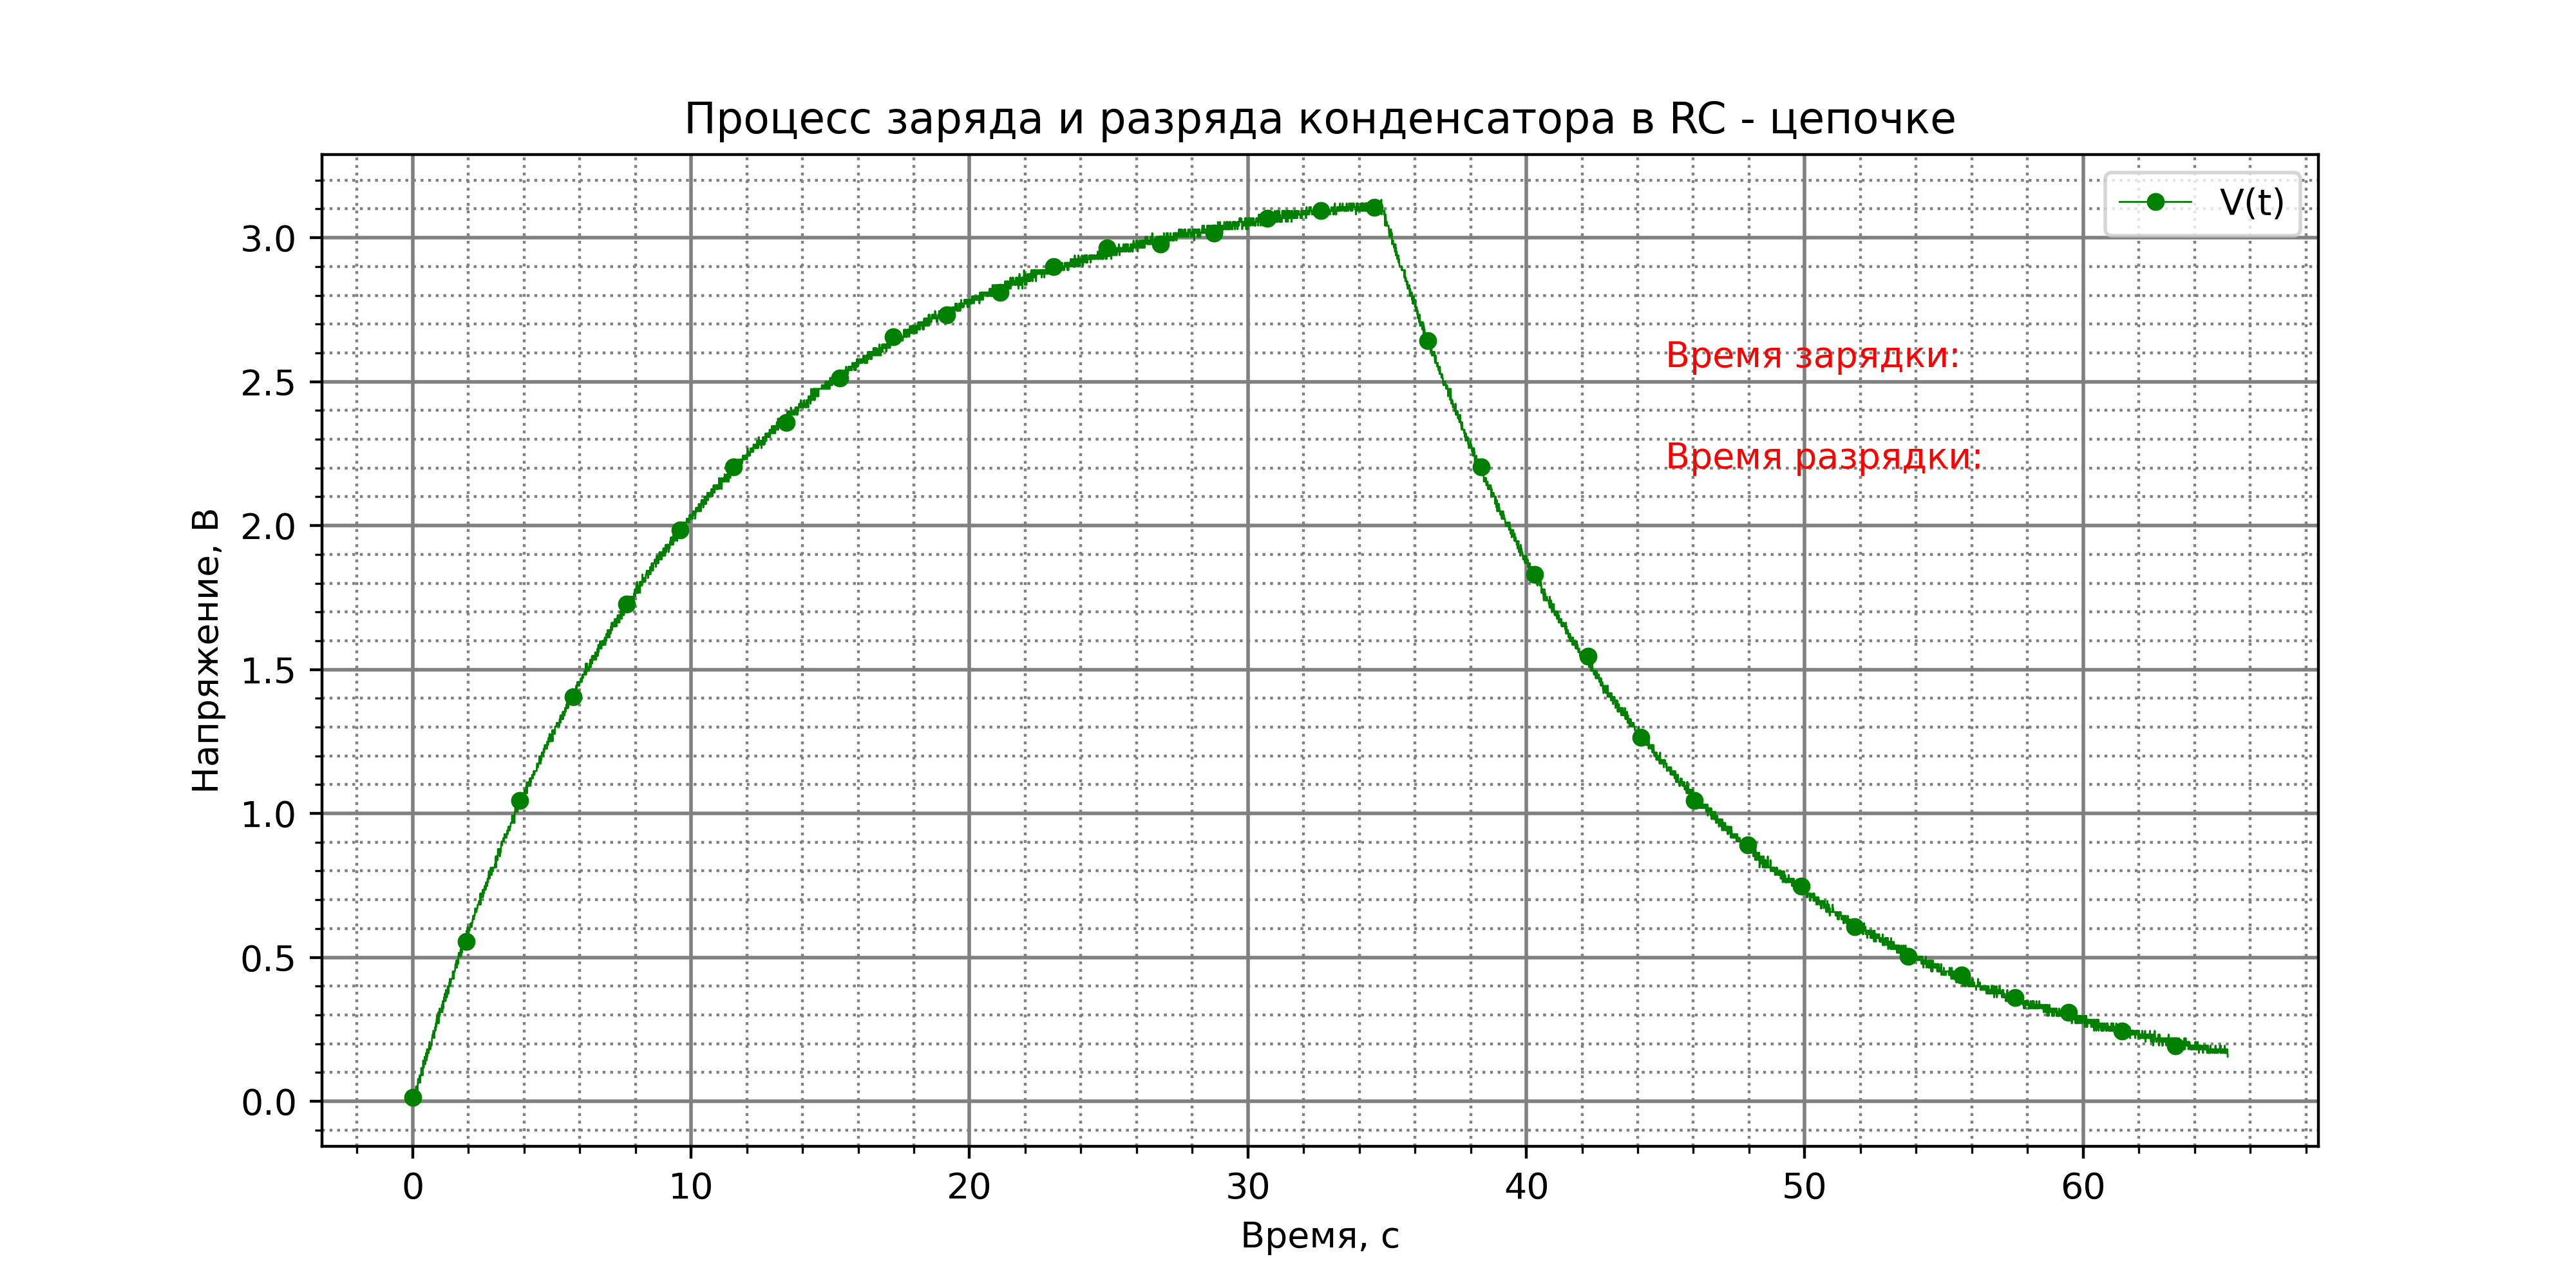 Процесс заряда и разряда конденсатора в RC - цепочке
V(t)
Напряжение, В
3.0
2.5
2.0
1.5
1.0
0.5
0.0
Время зарядки:
Время разрядки:
0 10 20 30 40 50 60
Время, с